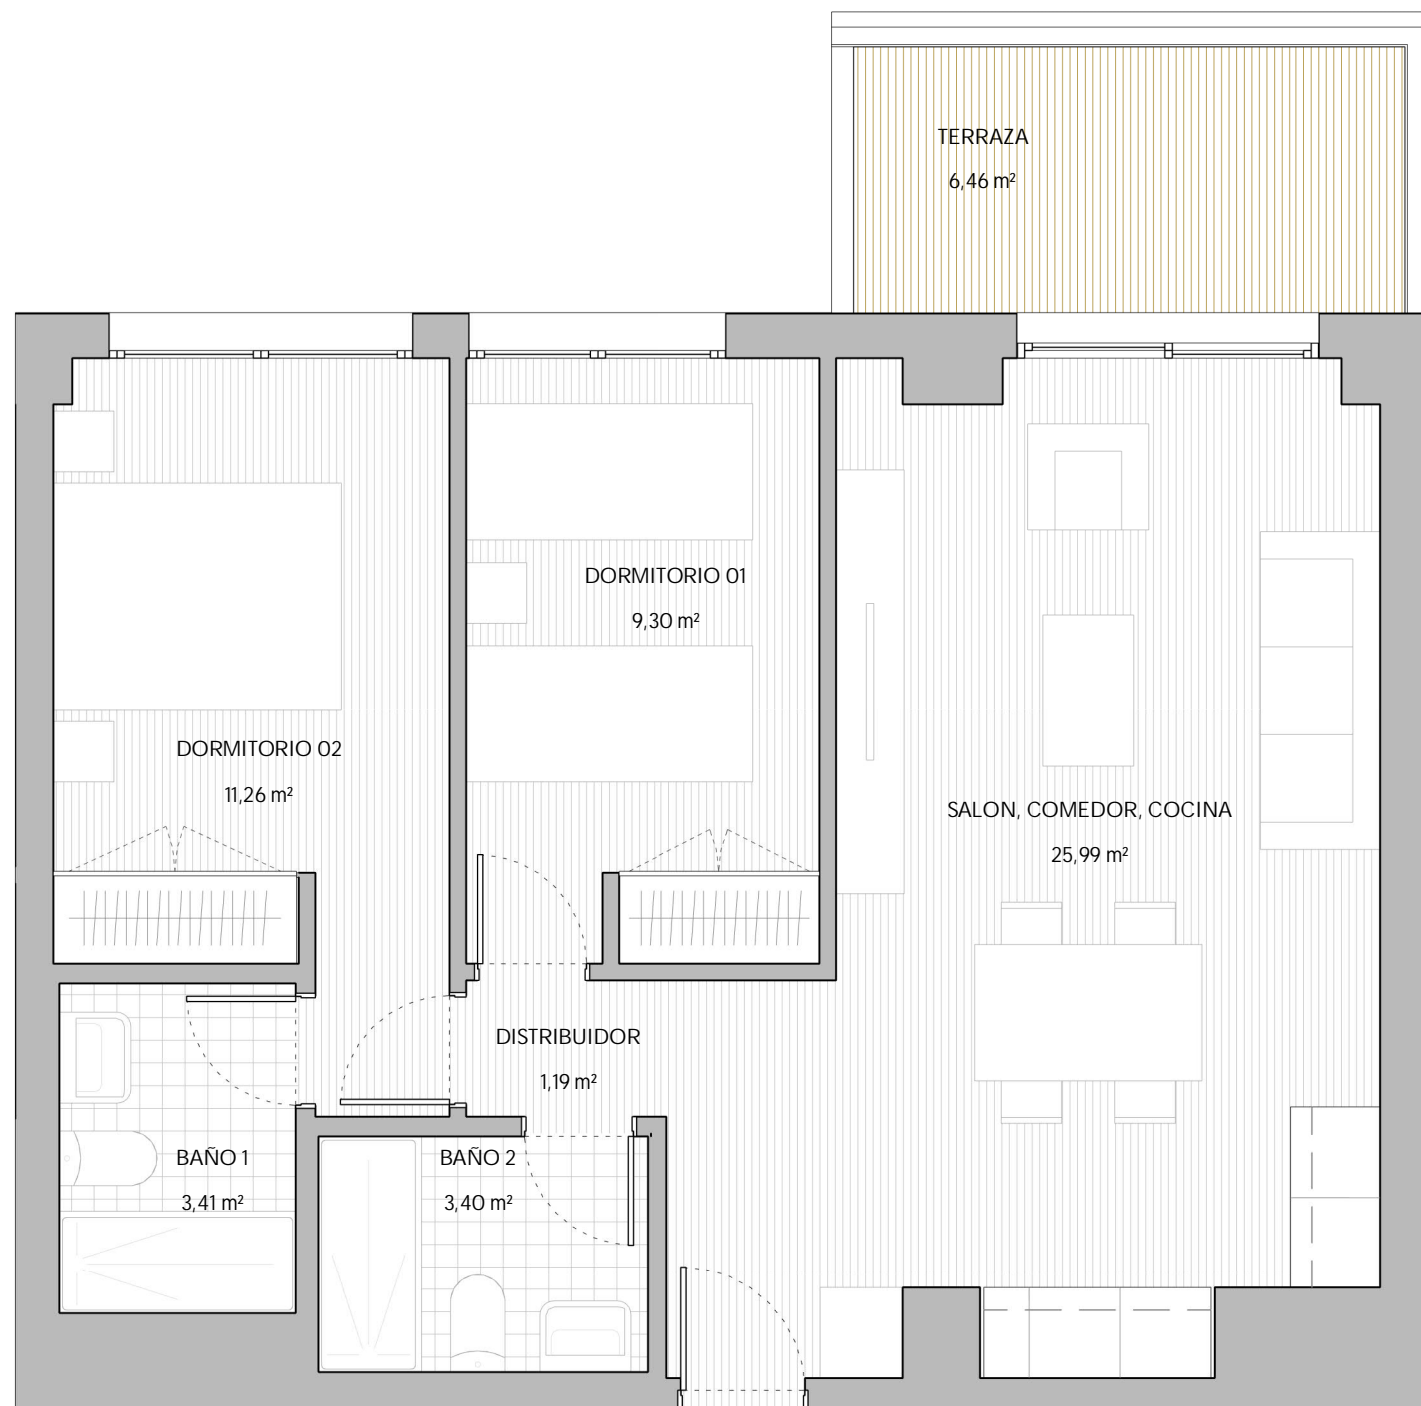 TERRAZA
6,46 m²
DORMITORIO 01
9,30 m²
DORMITORIO 02
11,26 m²
SALON, COMEDOR, COCINA
25,99 m²
DISTRIBUIDOR
1,19 m²
BAÑO 1
3,41 m²
BAÑO 2
3,40 m²